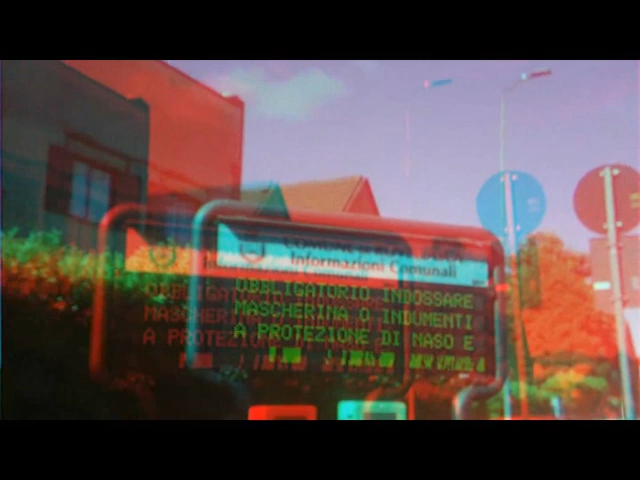 Informazioni Comunali
OBBLIGATORIO INDOSSARE
MASCHERINA O INDUMENTI
A PROTEZIONE DI NASO E